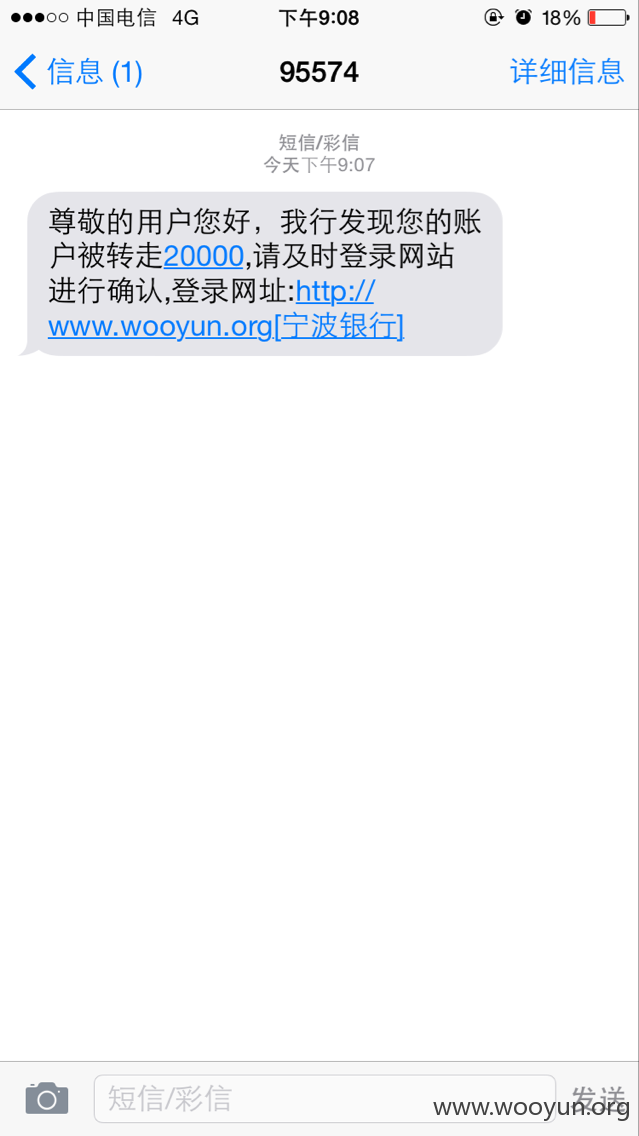 中国电信 4G 下午9:08 18%
信息 (1) 95574 详细信息
短信/彩信
今天下午9:07
尊敬的用户您好，我行发现您的账
户被转走20000,请及时登录网站
进行确认,登录网址:http://
www.wooyun.org[宁波银行]
短信/彩信 发送
www.wooyun.org